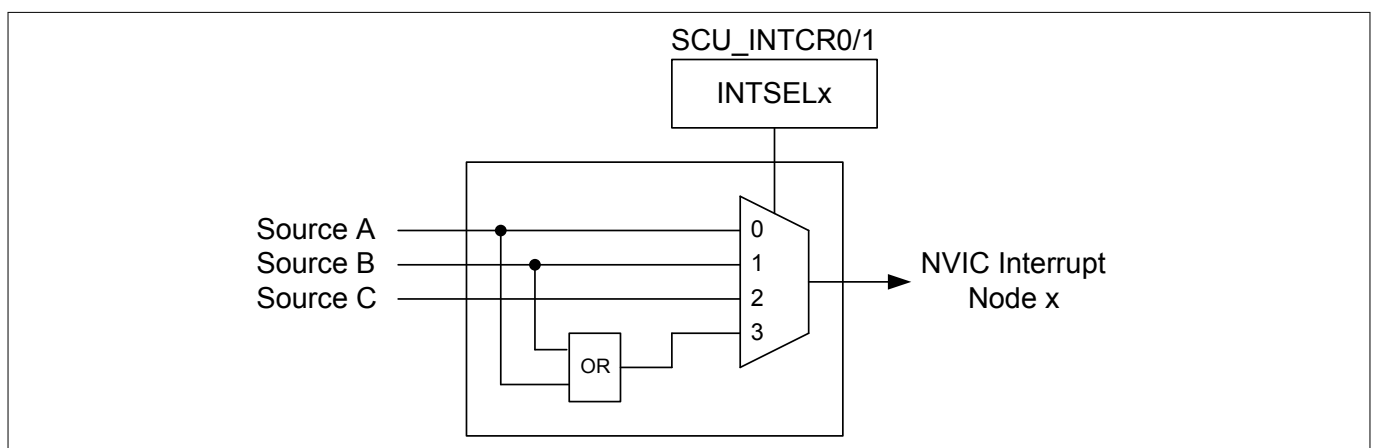 SCU_INTCR0/1
INTSELx
Source A
Source B
Source C
0
1
2
3
OR
NVIC Interrupt
Node x